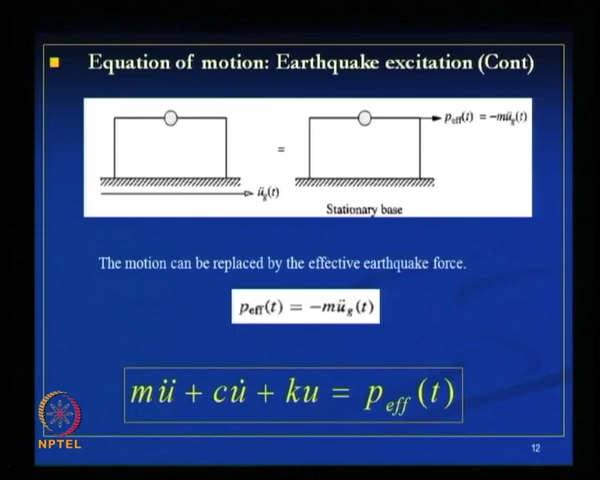 Equation of motion: Earthquake excitation (Cont)
p_eff(t) = -mü_g(t)
=
ü_g(t)
Stationary base
The motion can be replaced by the effective earthquake force.
p_eff(t) = -mü_g(t)
mü + cu̇ + ku = p_eff(t)
NPTEL
12